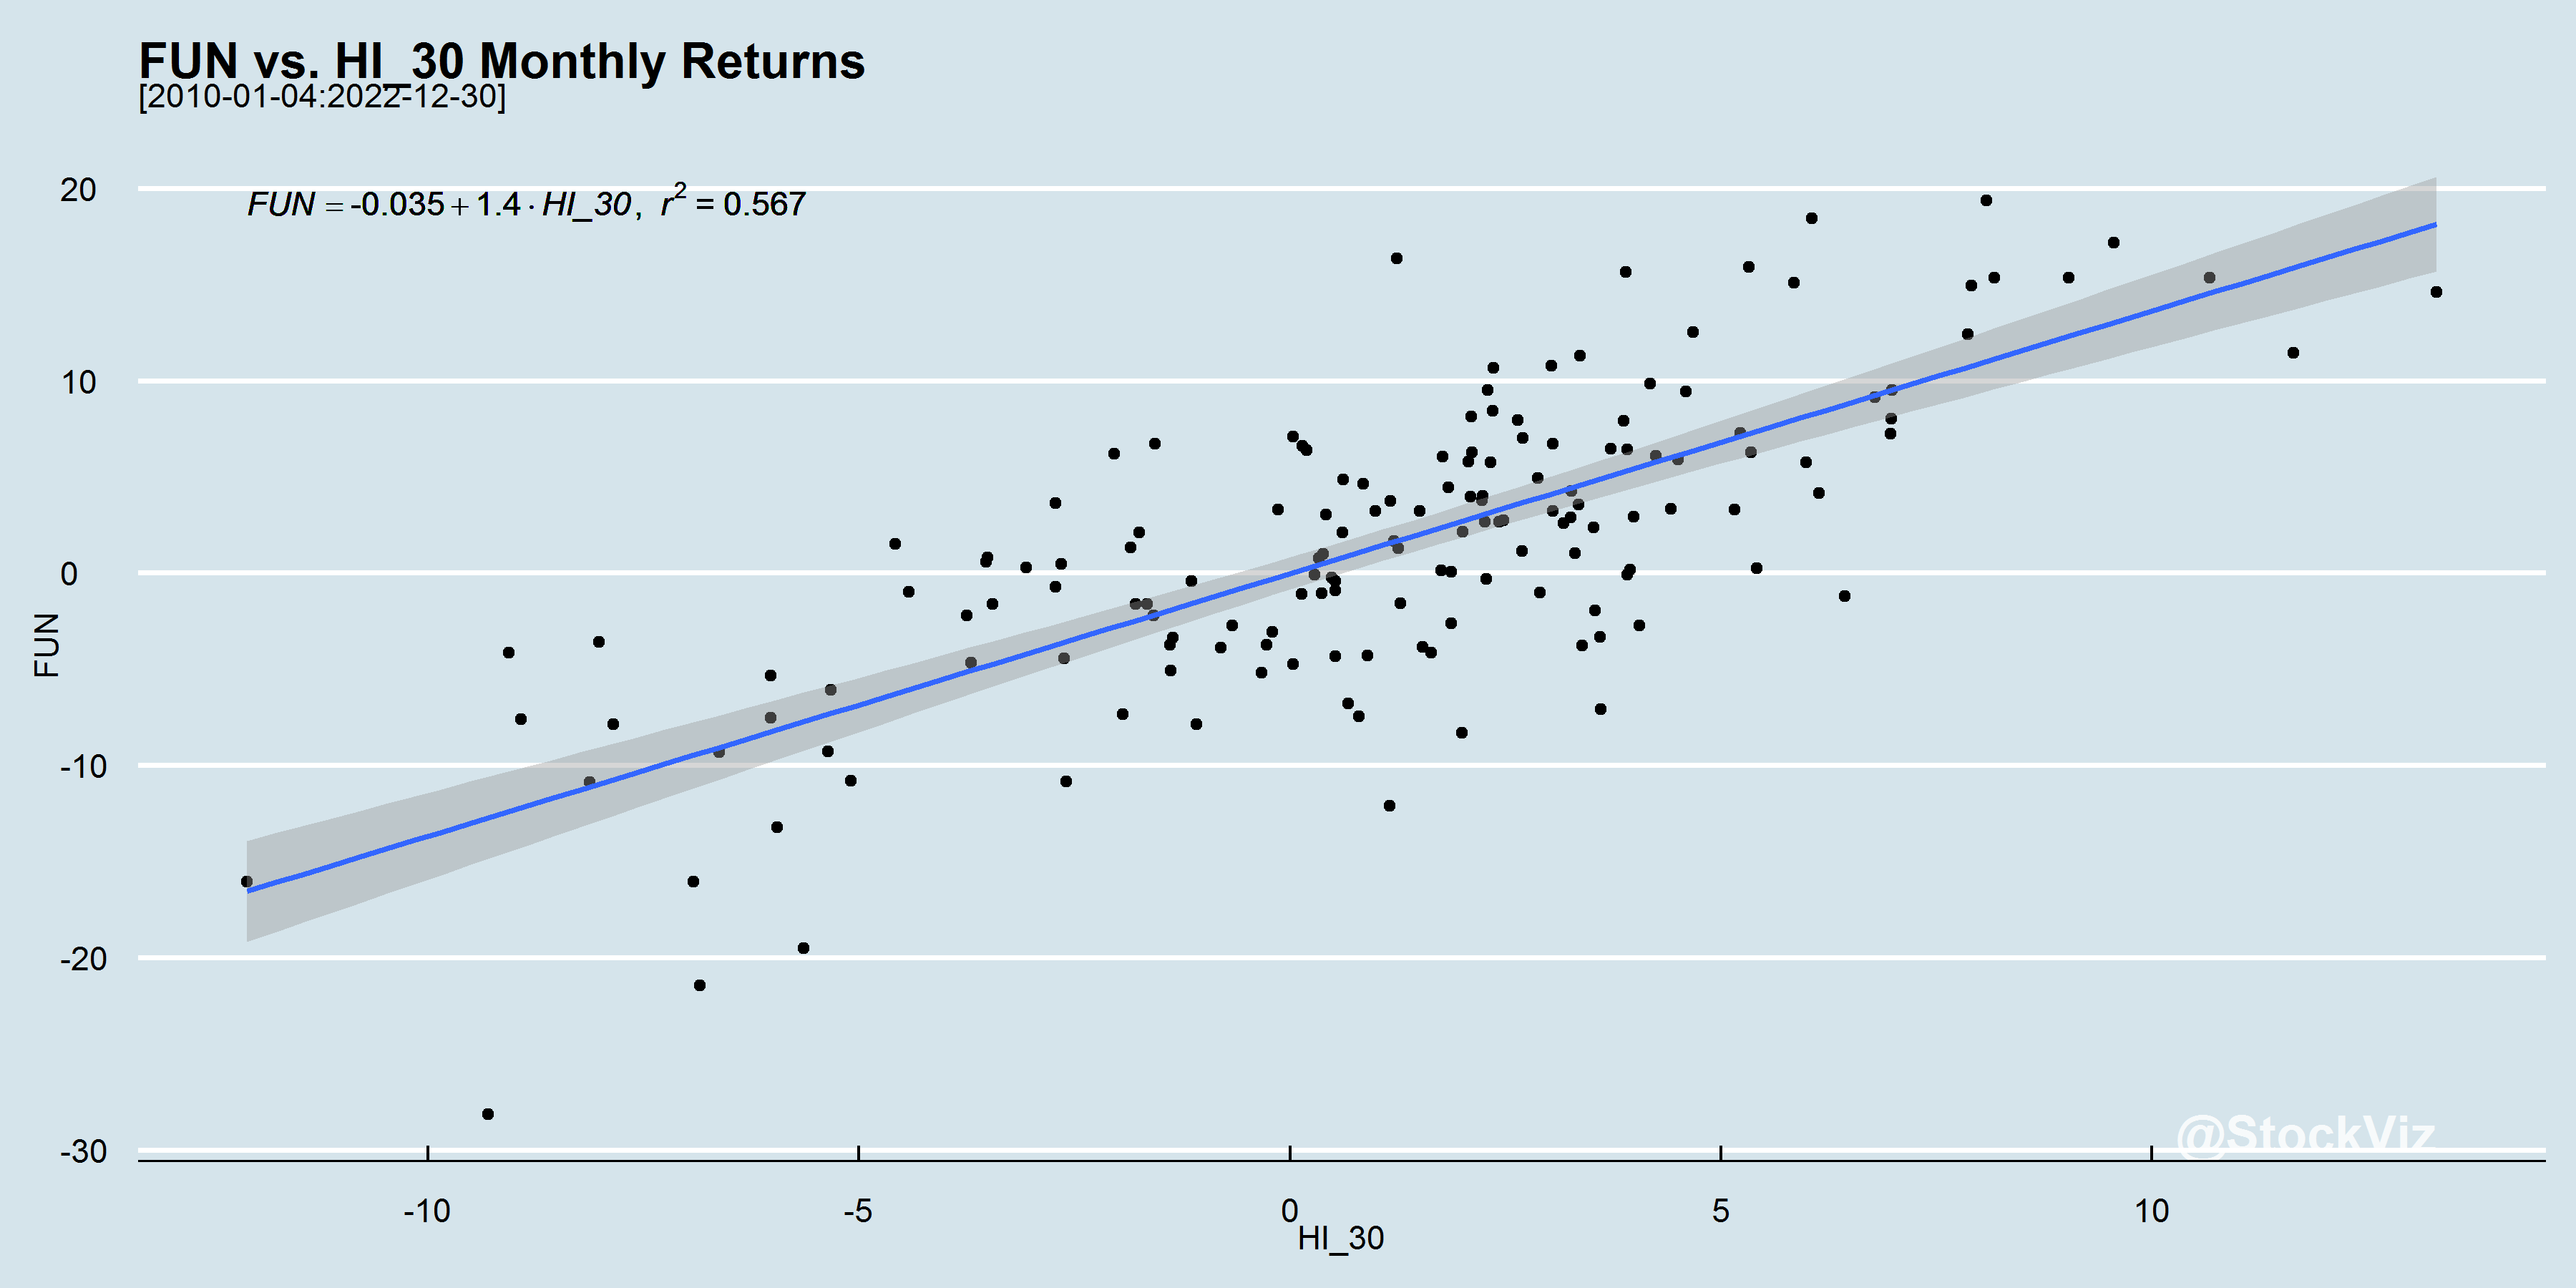 FUN vs. HI_30 Monthly Returns
[2010-01-04:2022-12-30]
FUN = -0.035 + 1.4 · HI_30, r² = 0.567
20
10
0
-10
-20
-30
FUN
@StockViz
-10 -5 0 5 10
HI_30